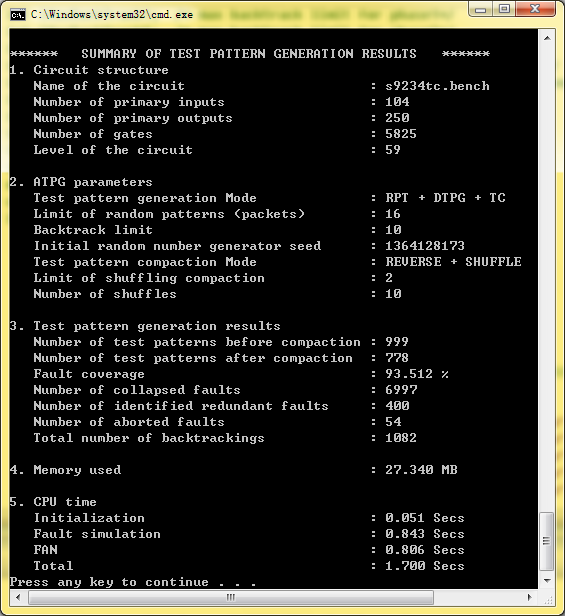 C:\Windows\system32\cmd.exe
****** SUMMARY OF TEST PATTERN GENERATION RESULTS ******
1. Circuit structure
Name of the circuit : s9234tc.bench
Number of primary inputs : 104
Number of primary outputs : 250
Number of gates : 5825
Level of the circuit : 59
2. ATPG parameters
Test pattern generation Mode : RPT + DTPG + TC
Limit of random patterns (packets) : 16
Backtrack limit : 10
Initial random number generator seed : 1364128173
Test pattern compaction Mode : REVERSE + SHUFFLE
Limit of shuffling compaction : 2
Number of shuffles : 10
3. Test pattern generation results
Number of test patterns before compaction : 999
Number of test patterns after compaction : 778
Fault coverage : 93.512 %
Number of collapsed faults : 6997
Number of identified redundant faults : 400
Number of aborted faults : 54
Total number of backtrackings : 1082
4. Memory used : 27.340 MB
5. CPU time
Initialization : 0.051 Secs
Fault simulation : 0.843 Secs
FAN : 0.806 Secs
Total : 1.700 Secs
Press any key to continue . . .